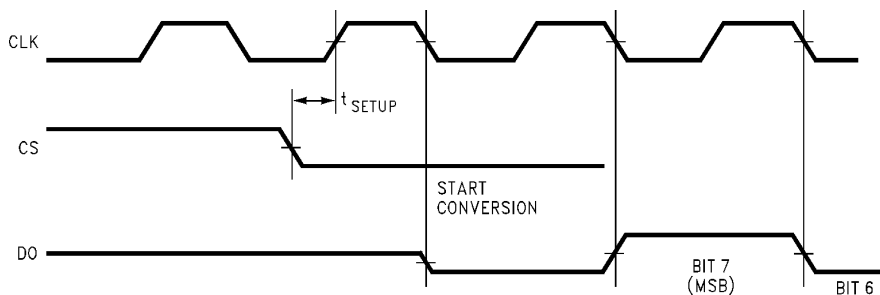 CLK
t SETUP
CS
START
CONVERSION
DO
BIT 7
(MSB)
BIT 6